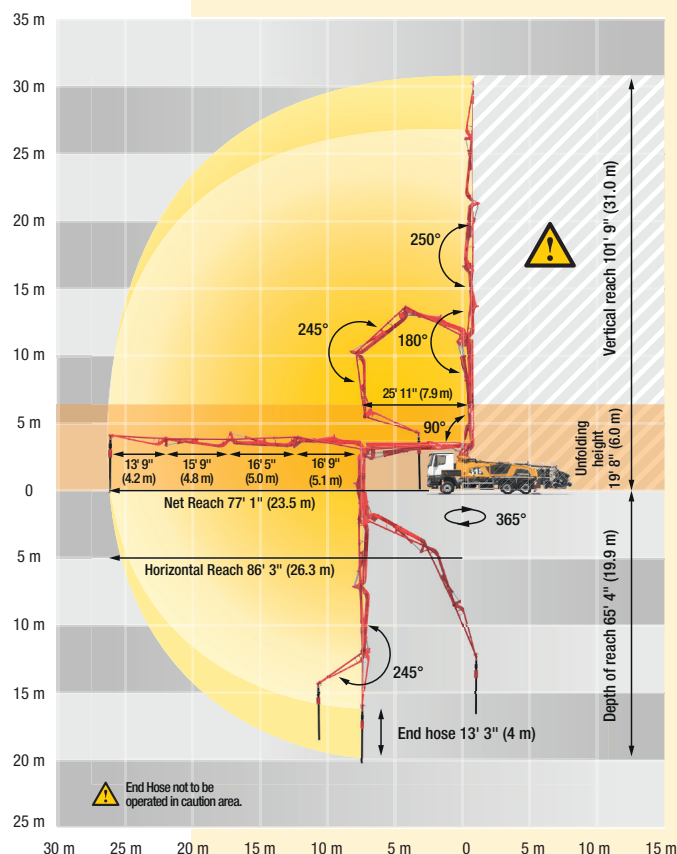 35 m
30 m
25 m
20 m
15 m
10 m
5 m
0
5 m
10 m
15 m
20 m
25 m
30 m
25 m
20 m
15 m
10 m
5 m
0
5 m
10 m
15 m
250°
245°
180°
25' 11" (7.9 m)
90°
13' 9"
(4.2 m)
15' 9"
(4.8 m)
16' 5"
(5.0 m)
16' 9"
(5.1 m)
Net Reach 77' 1" (23.5 m)
365°
Horizontal Reach 86' 3" (26.3 m)
245°
End hose 13' 3" (4 m)
Vertical reach 101' 9" (31.0 m)
Unfolding
height
19' 8" (6.0 m)
Depth of reach 65' 4" (19.9 m)
!
!
End Hose not to be
operated in caution area.